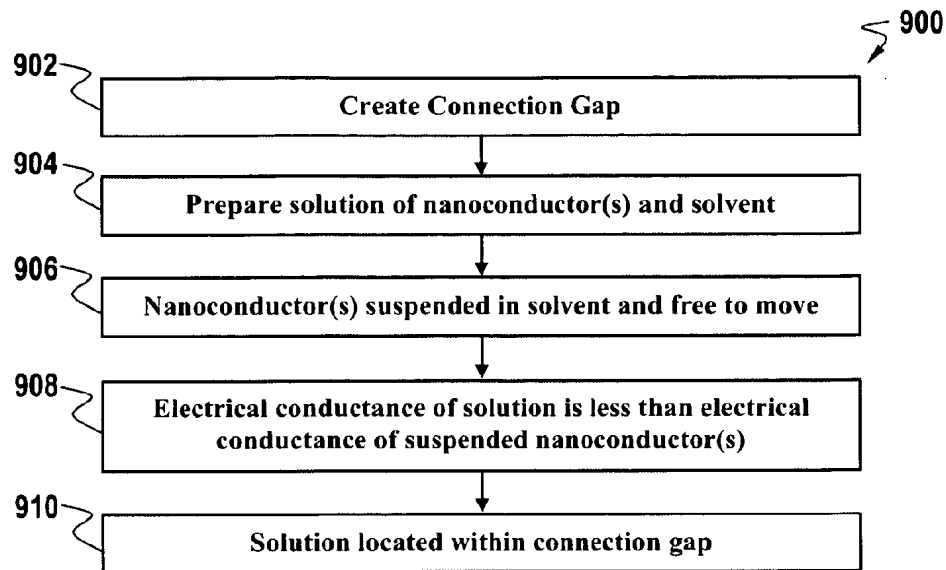 900
902
Create Connection Gap
904
Prepare solution of nanoconductor(s) and solvent
906
Nanoconductor(s) suspended in solvent and free to move
908
Electrical conductance of solution is less than electrical
conductance of suspended nanoconductor(s)
910
Solution located within connection gap